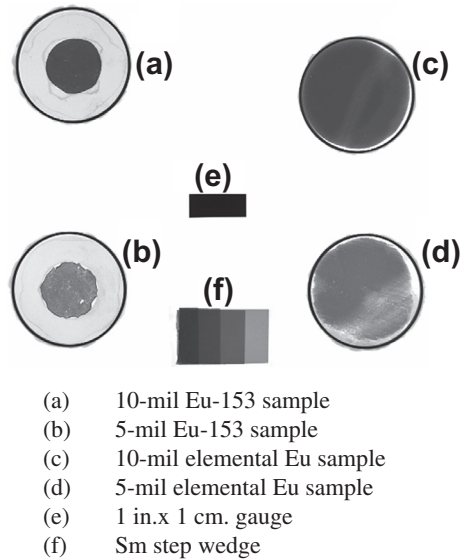 (a)
(c)
(e)
(b)
(d)
(f)
(a) 10-mil Eu-153 sample
(b) 5-mil Eu-153 sample
(c) 10-mil elemental Eu sample
(d) 5-mil elemental Eu sample
(e) 1 in.x 1 cm. gauge
(f) Sm step wedge